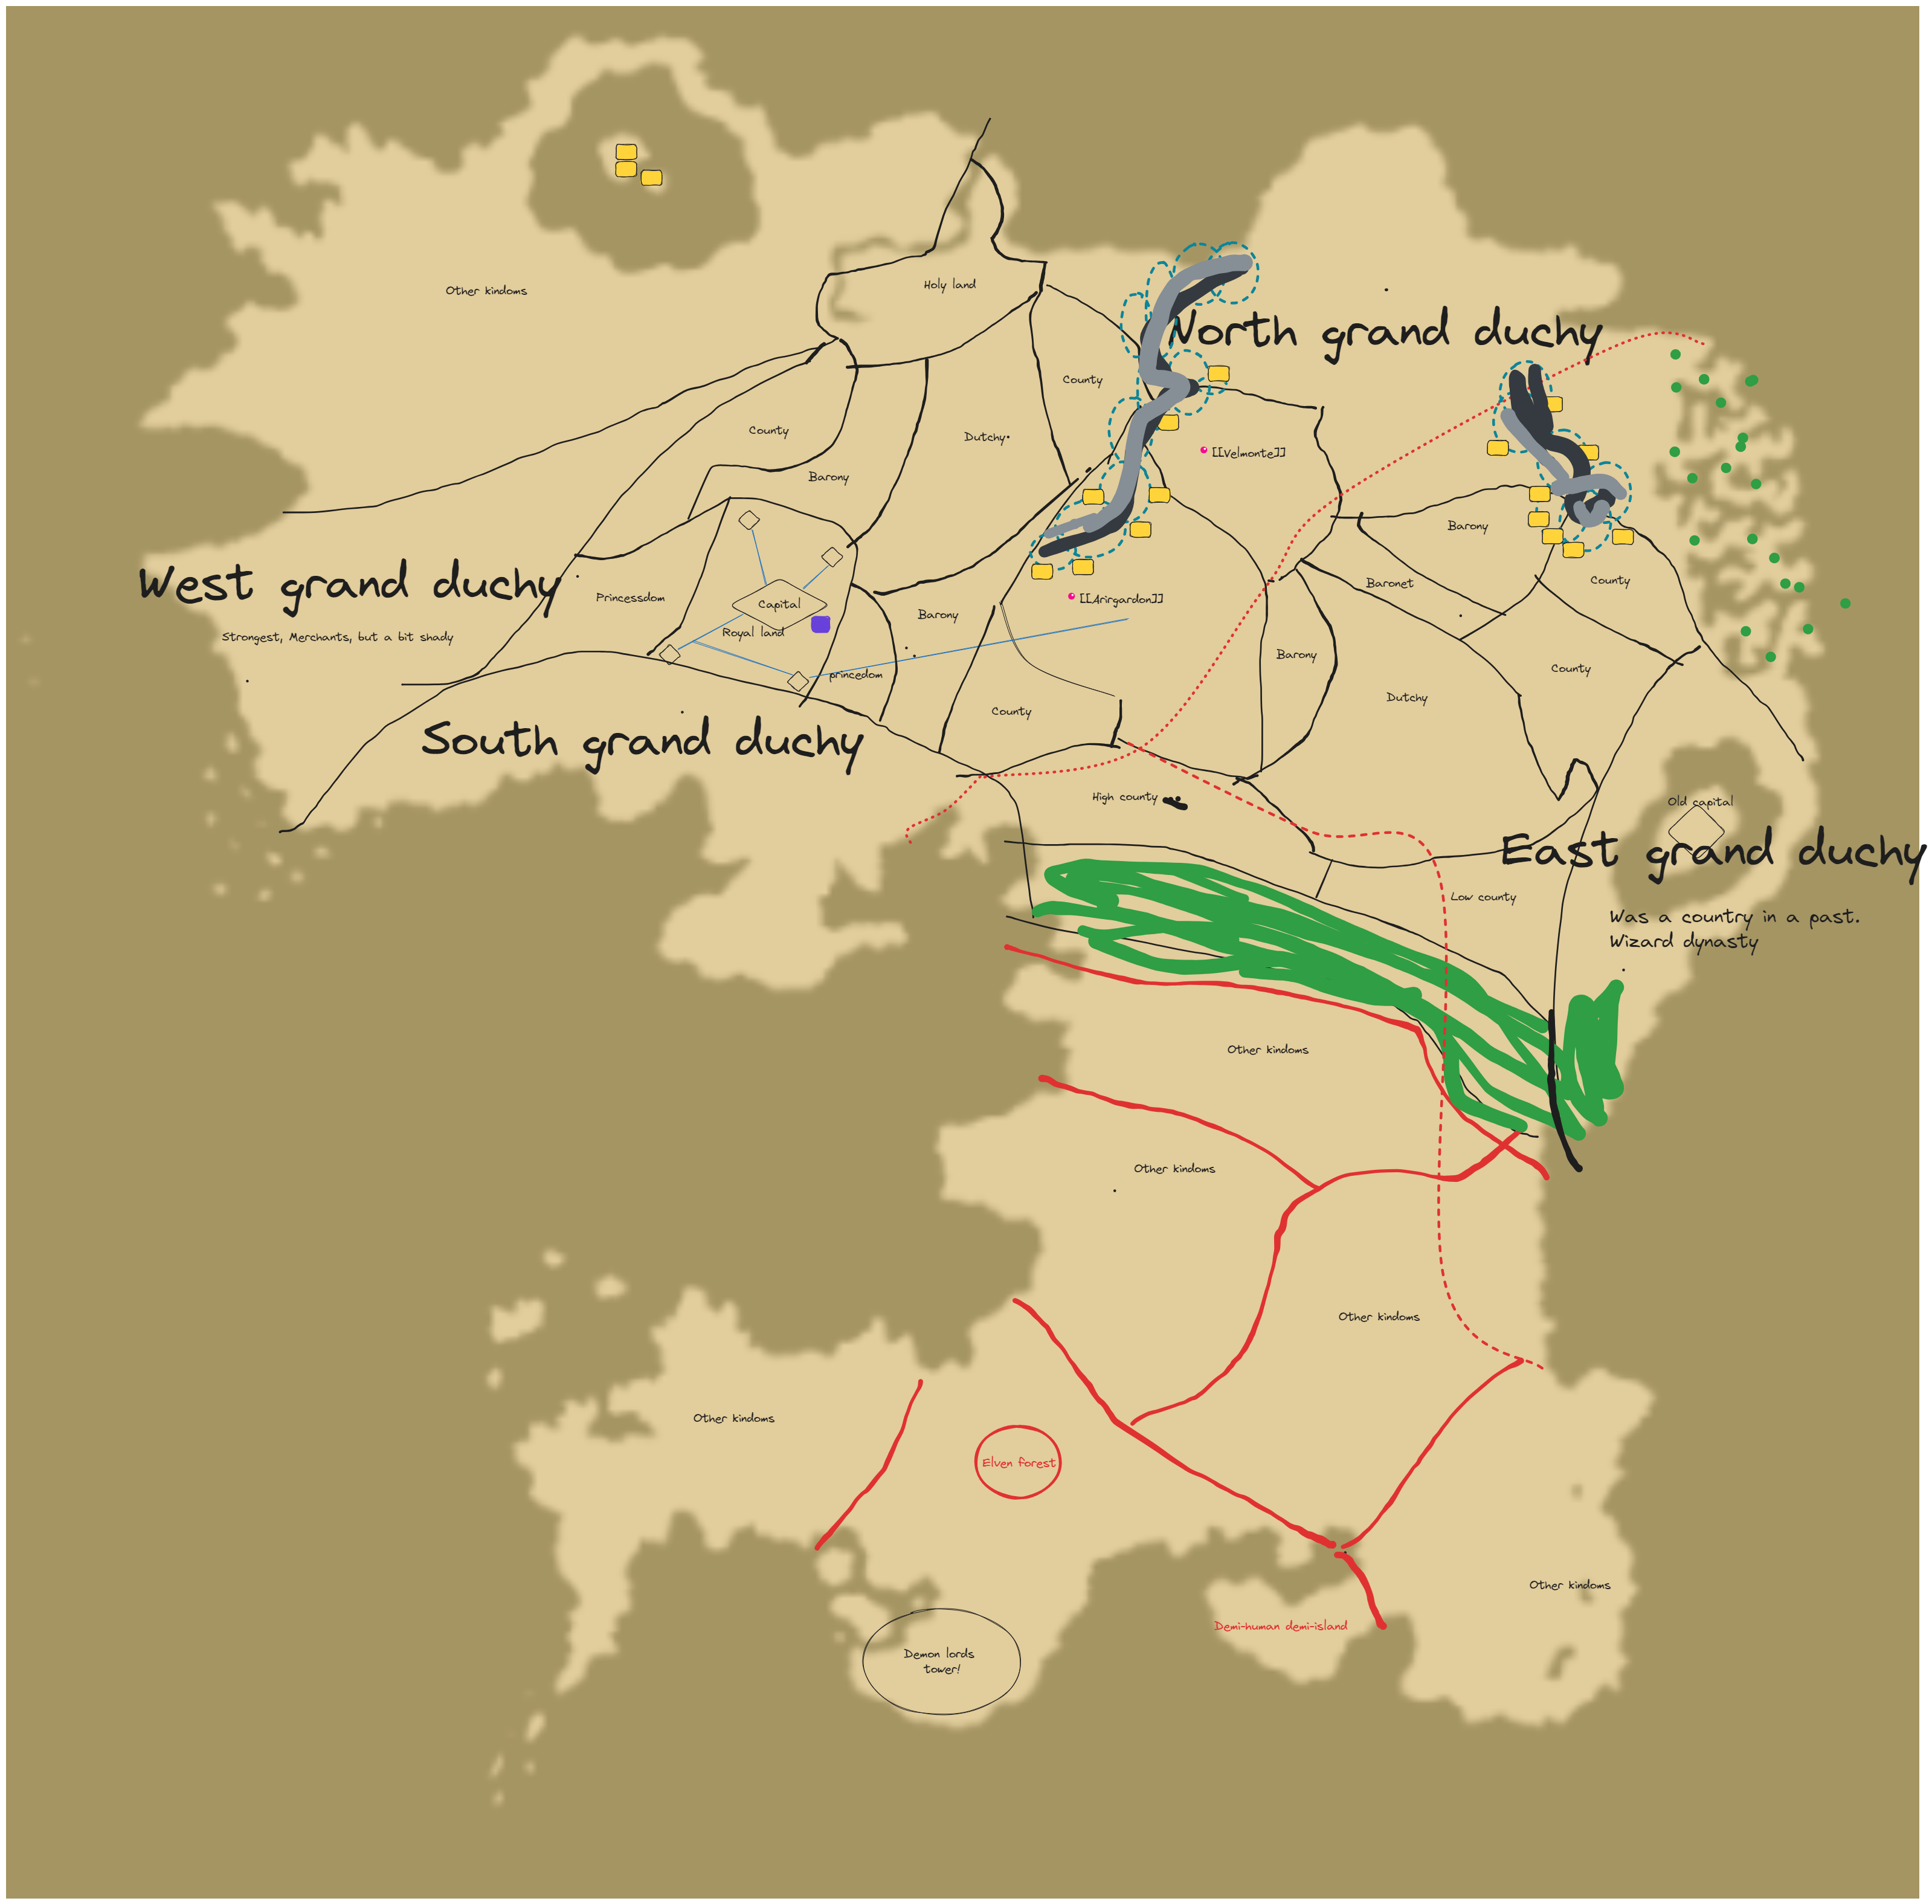 Other kindoms
Holy land
North grand duchy
County
County
Dutchy
[[Velmonte]]
Barony
Barony
West grand duchy
Strongest, Merchants, but a bit shady
Princessdom
Capital
Royal land
Barony
[[Arirgardon]]
Baronet
County
princedom
Barony
County
Dutchy
County
South grand duchy
High county
Old capital
East grand duchy
Low county
Was a country in a past.
Wizard dynasty
Other kindoms
Other kindoms
Other kindoms
Other kindoms
Elven forest
Other kindoms
Demi-human demi-island
Demon lords
tower!